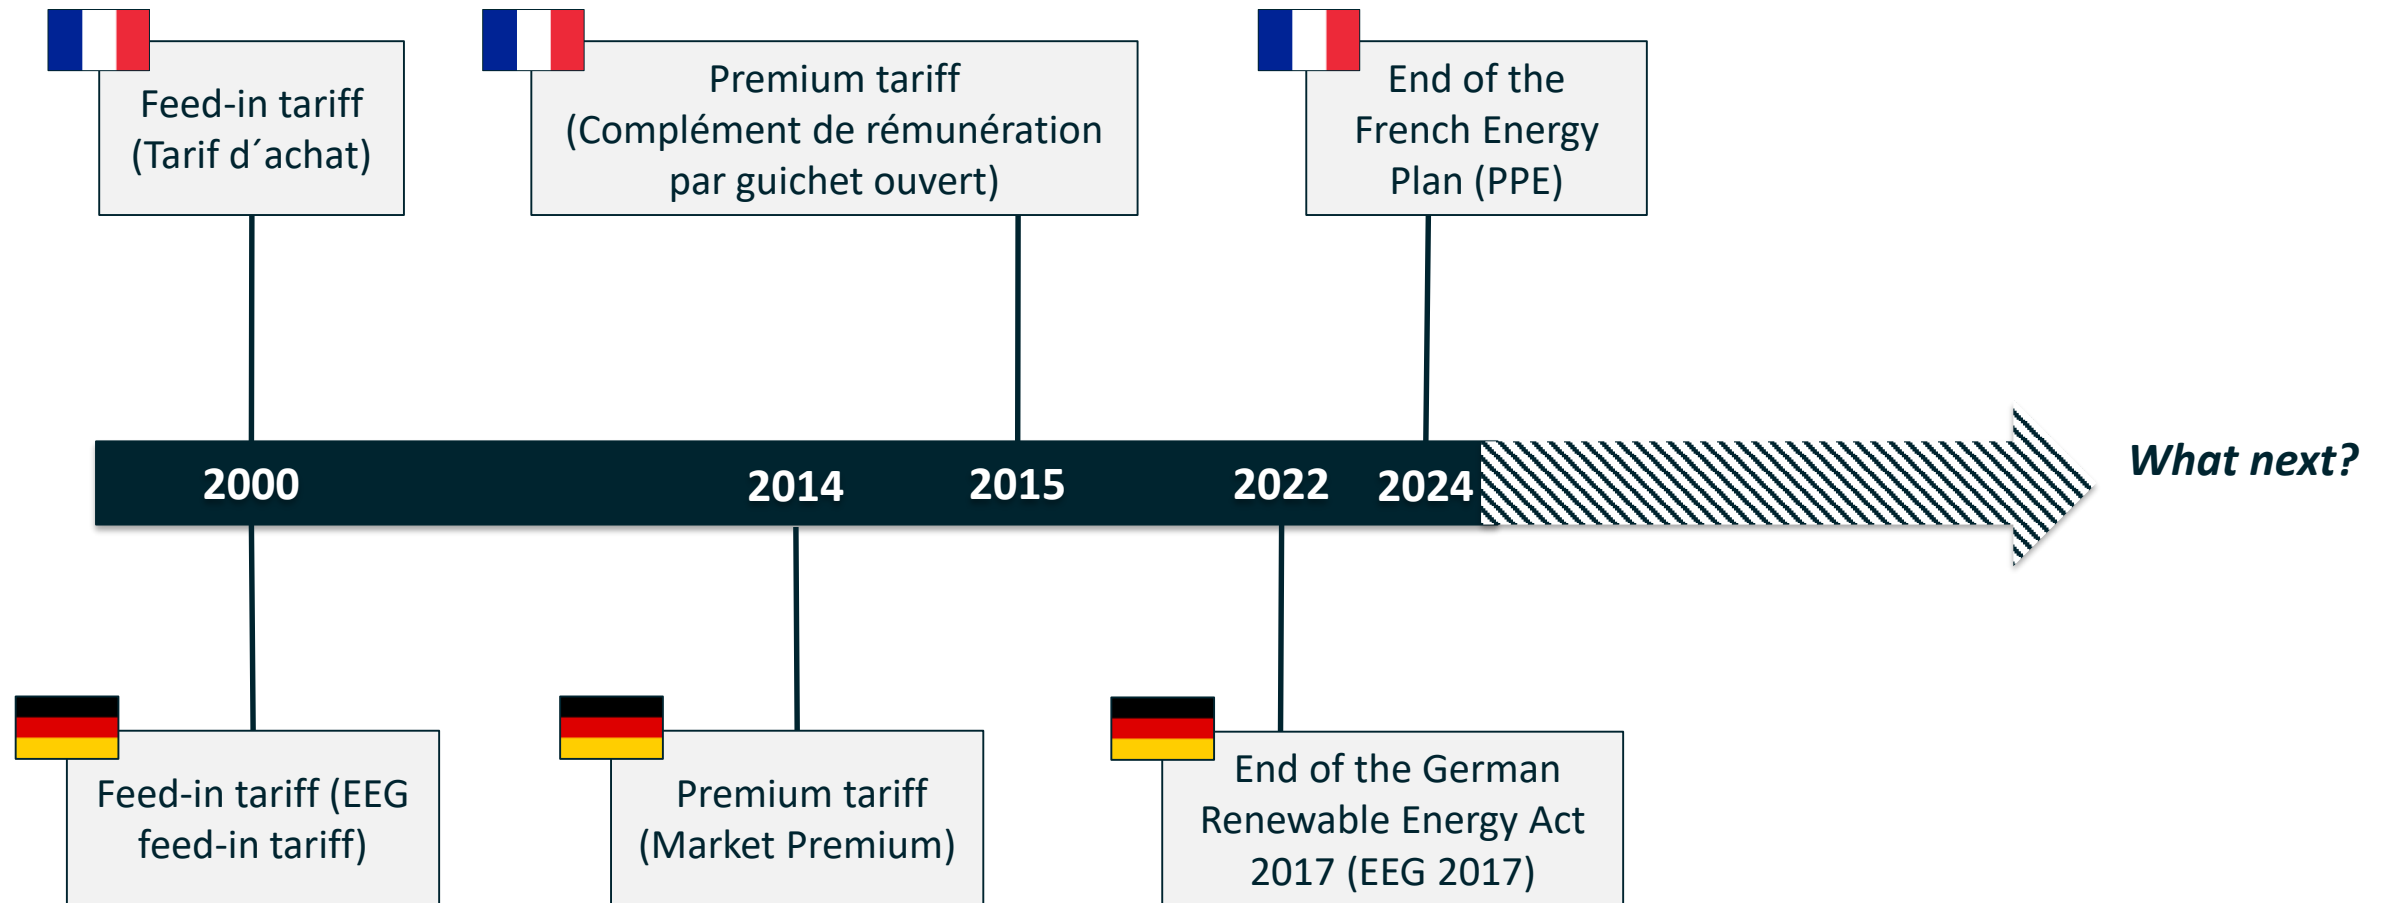 Feed-in tariff
(Tarif d´achat)
Premium tariff
(Complément de rémunération
par guichet ouvert)
End of the
French Energy
Plan (PPE)
2000
2014
2015
2022
2024
What next?
Feed-in tariff (EEG
feed-in tariff)
Premium tariff
(Market Premium)
End of the German
Renewable Energy Act
2017 (EEG 2017)